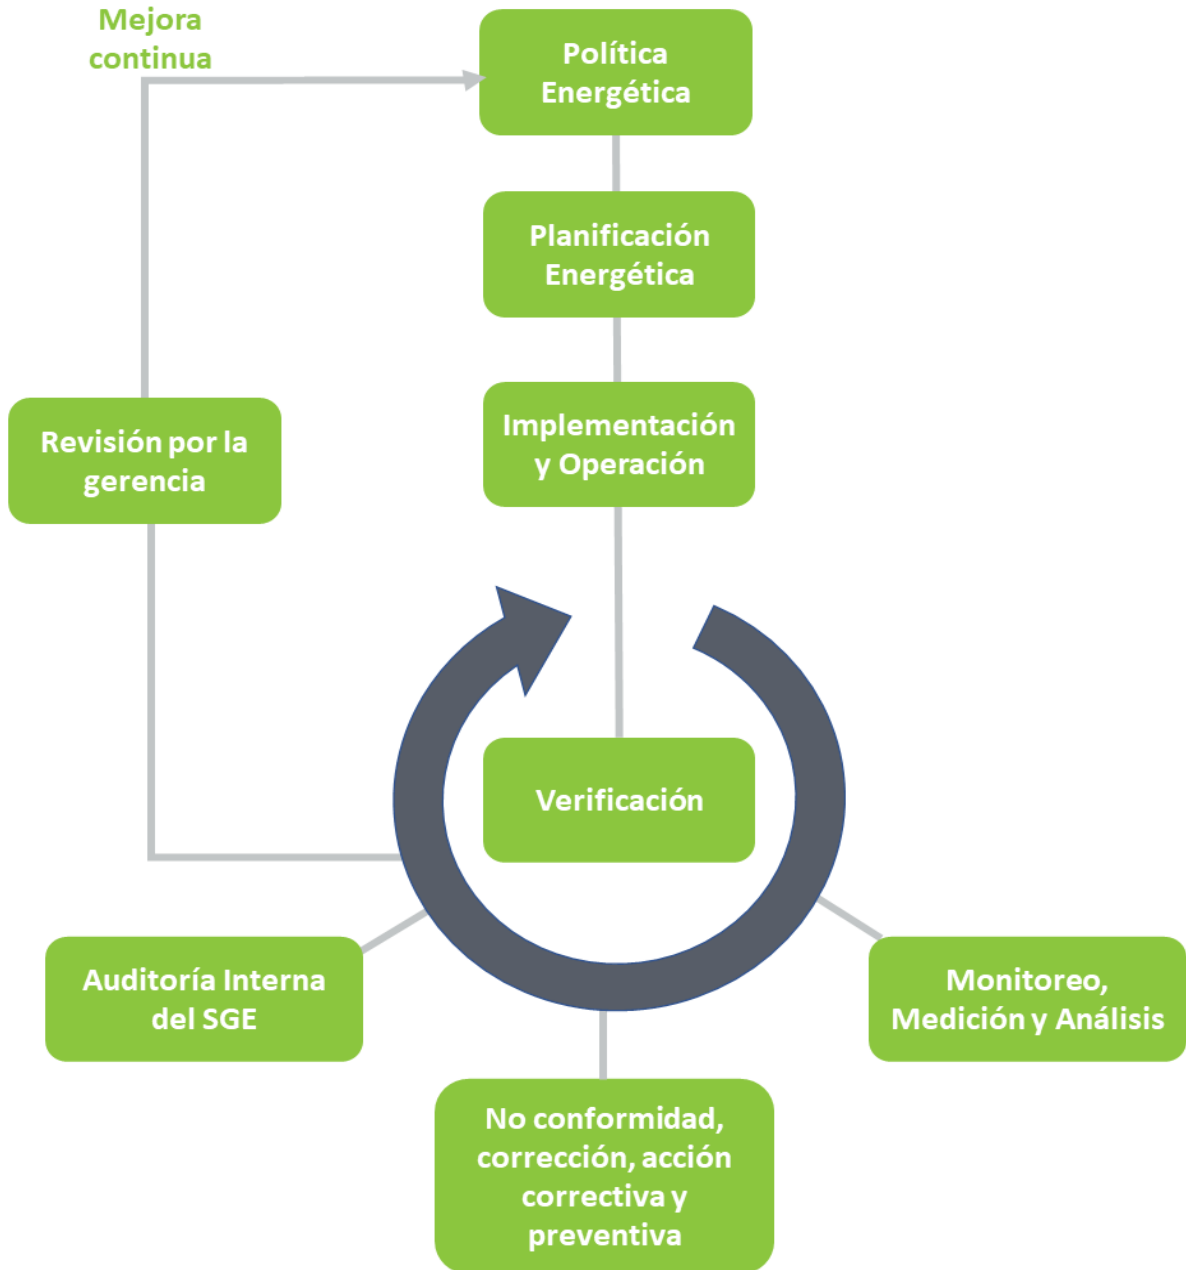 Mejora
continua
Política
Energética
Planificación
Energética
Revisión por la
gerencia
Implementación
y Operación
Verificación
Auditoría Interna
del SGE
Monitoreo,
Medición y Análisis
No conformidad,
corrección, acción
correctiva y
preventiva